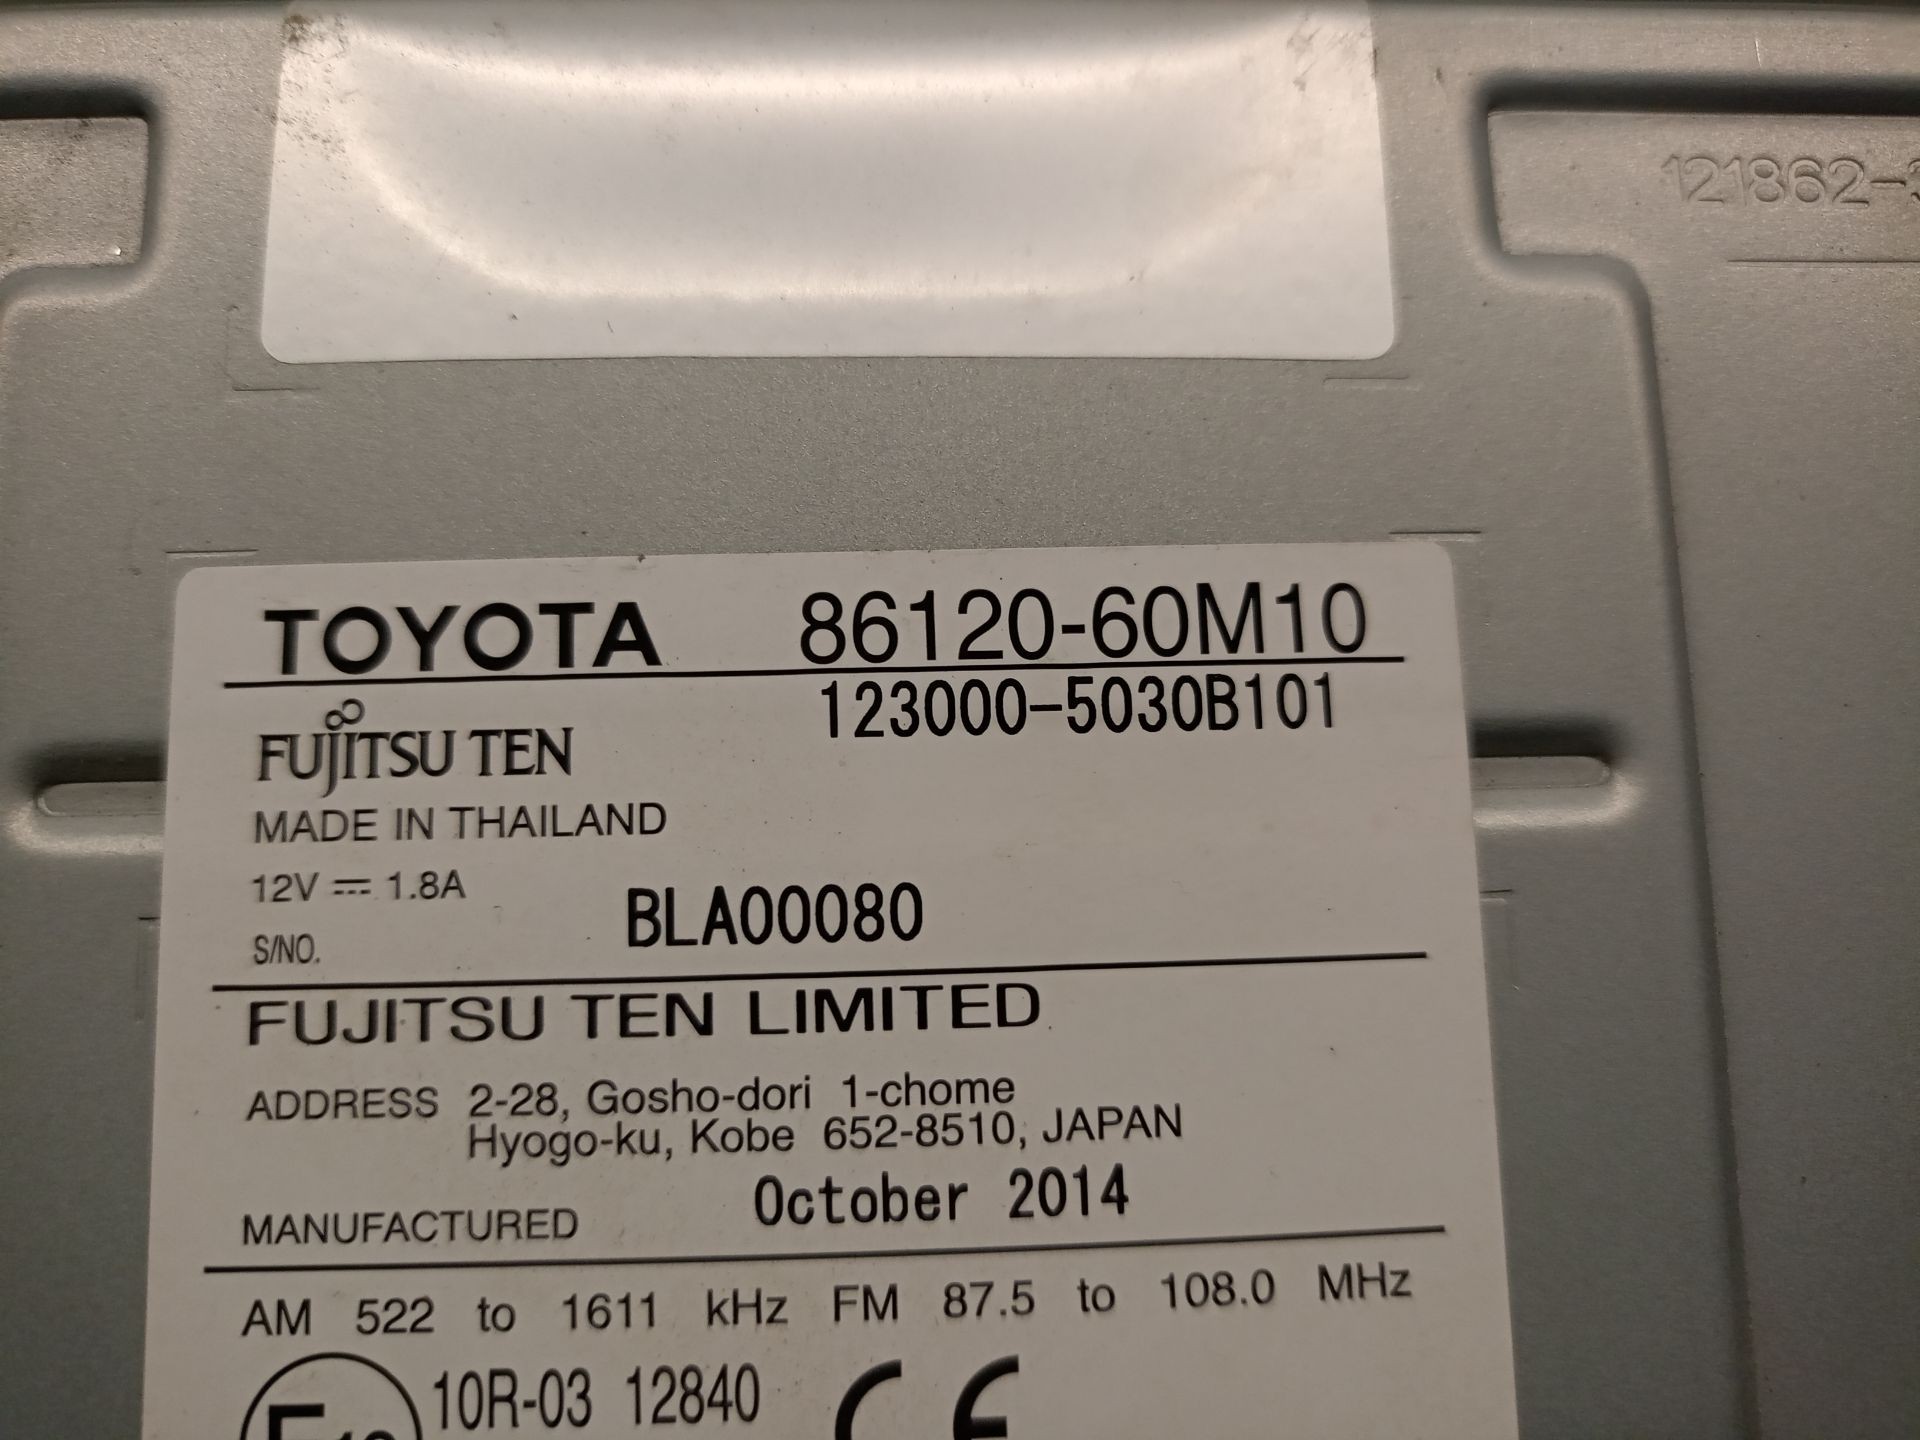 121862-3
TOYOTA 86120-60M10
123000-5030B101
FUJITSU TEN
MADE IN THAILAND
12V ⎓ 1.8A
S/NO. BLA00080
FUJITSU TEN LIMITED
ADDRESS 2-28, Gosho-dori 1-chome
Hyogo-ku, Kobe 652-8510, JAPAN
MANUFACTURED October 2014
AM 522 to 1611 kHz FM 87.5 to 108.0 MHz
10R-03 12840 CE